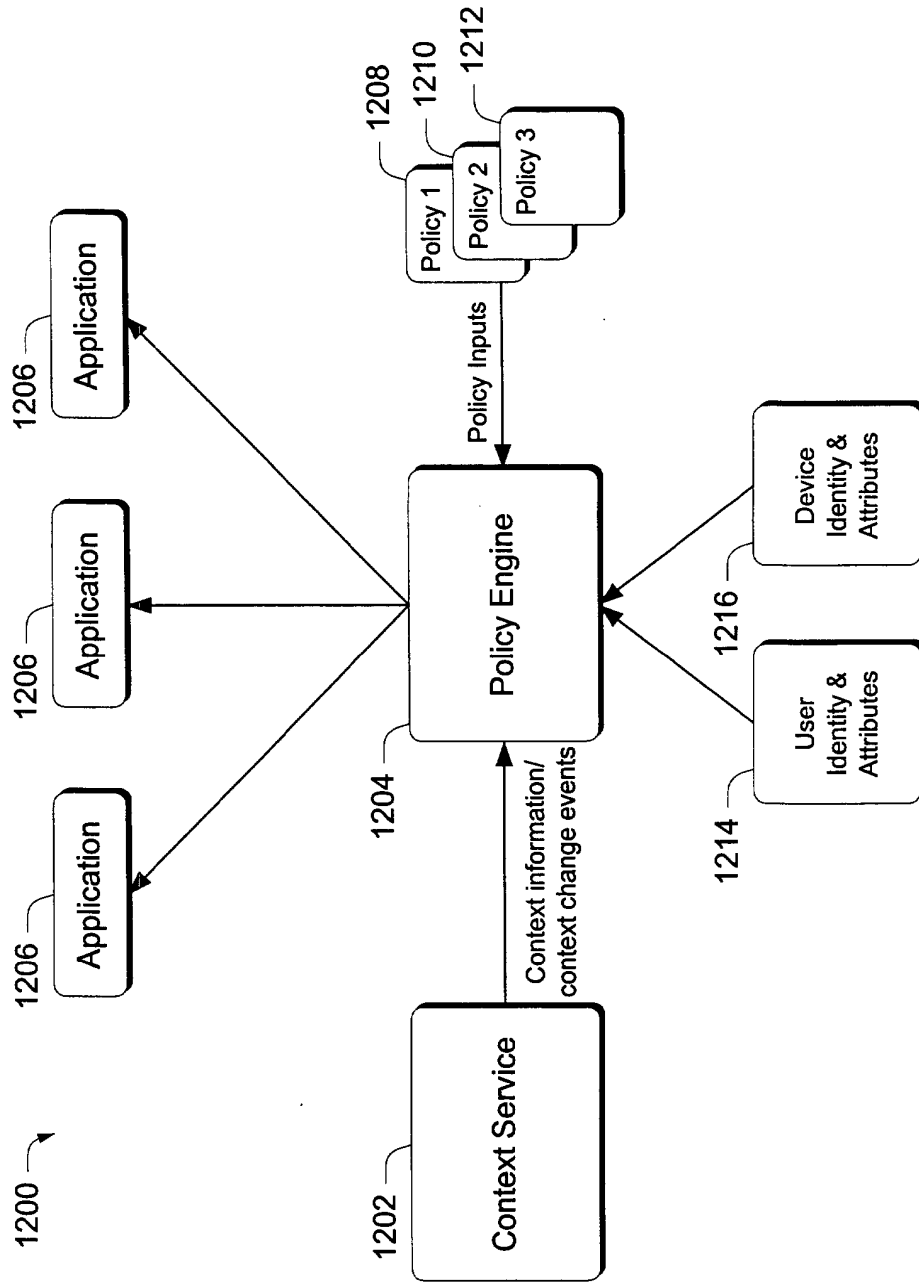 1200
1206
Application
1206
Application
1206
Application
1202
Context Service
Context information/
context change events
1204
Policy Engine
Policy Inputs
1208
Policy 1
1210
Policy 2
1212
Policy 3
1214
User
Identity &
Attributes
1216
Device
Identity &
Attributes